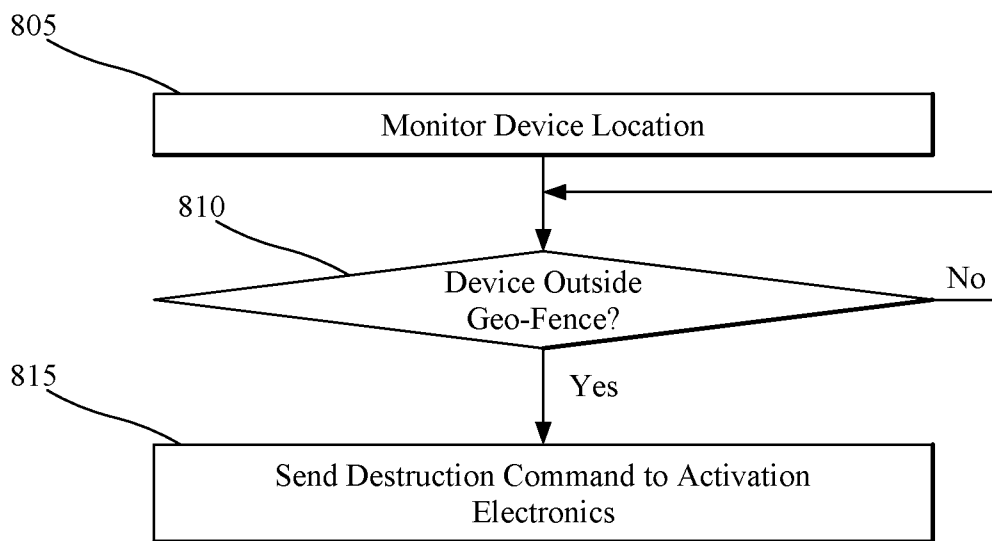 805
Monitor Device Location
810
Device Outside
Geo-Fence?
No
Yes
815
Send Destruction Command to Activation
Electronics